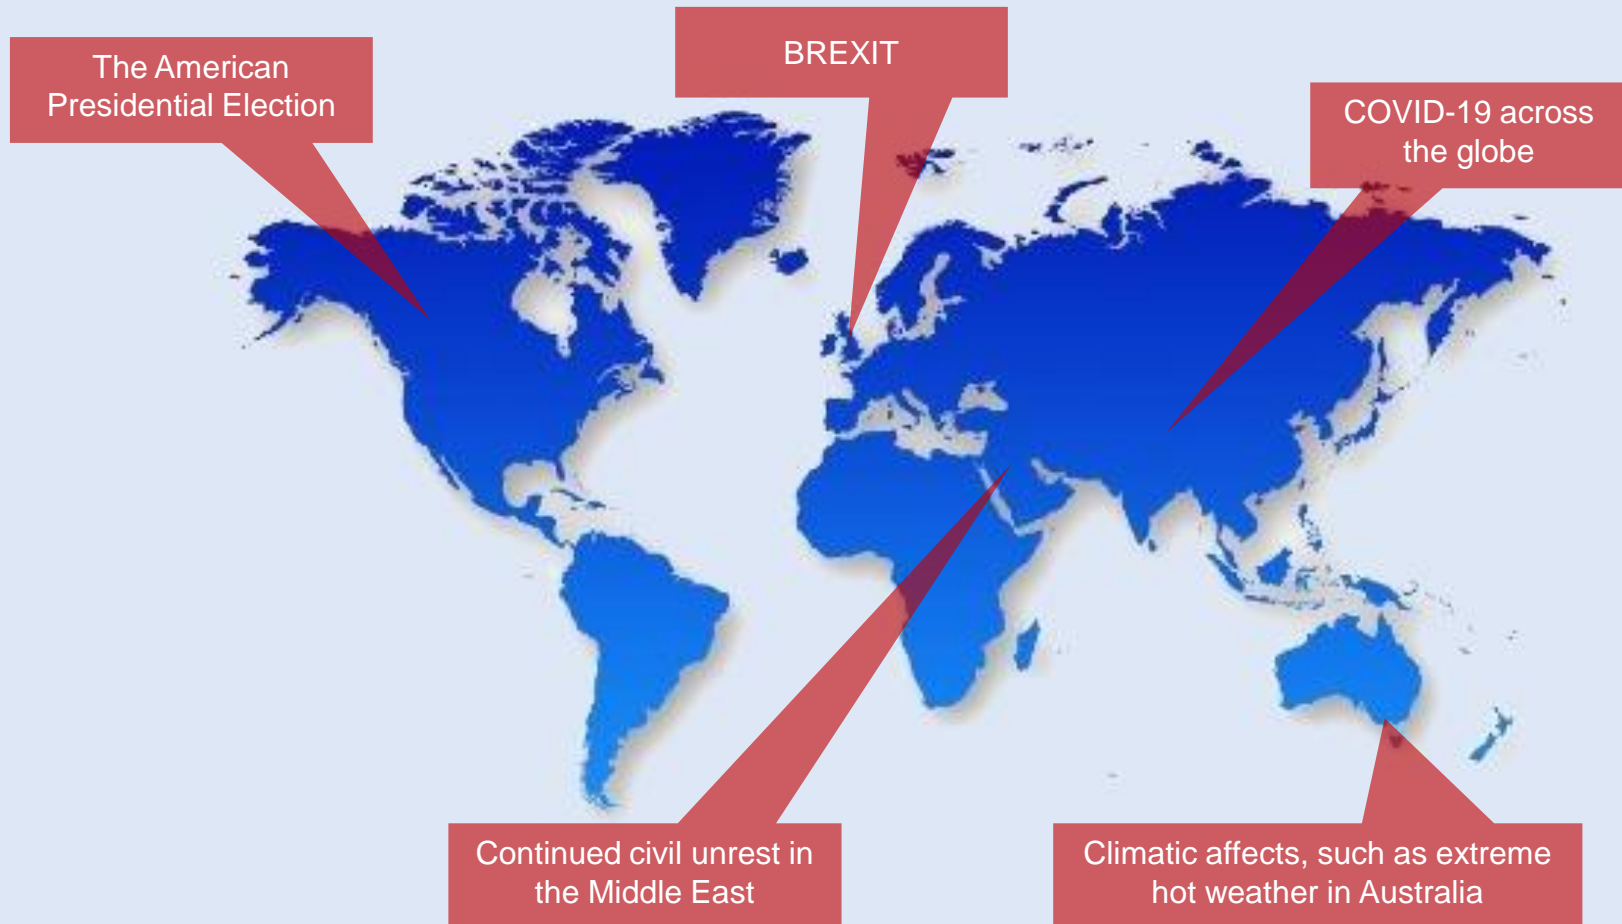 The American
Presidential Election
BREXIT
COVID-19 across
the globe
Continued civil unrest in
the Middle East
Climatic affects, such as extreme
hot weather in Australia